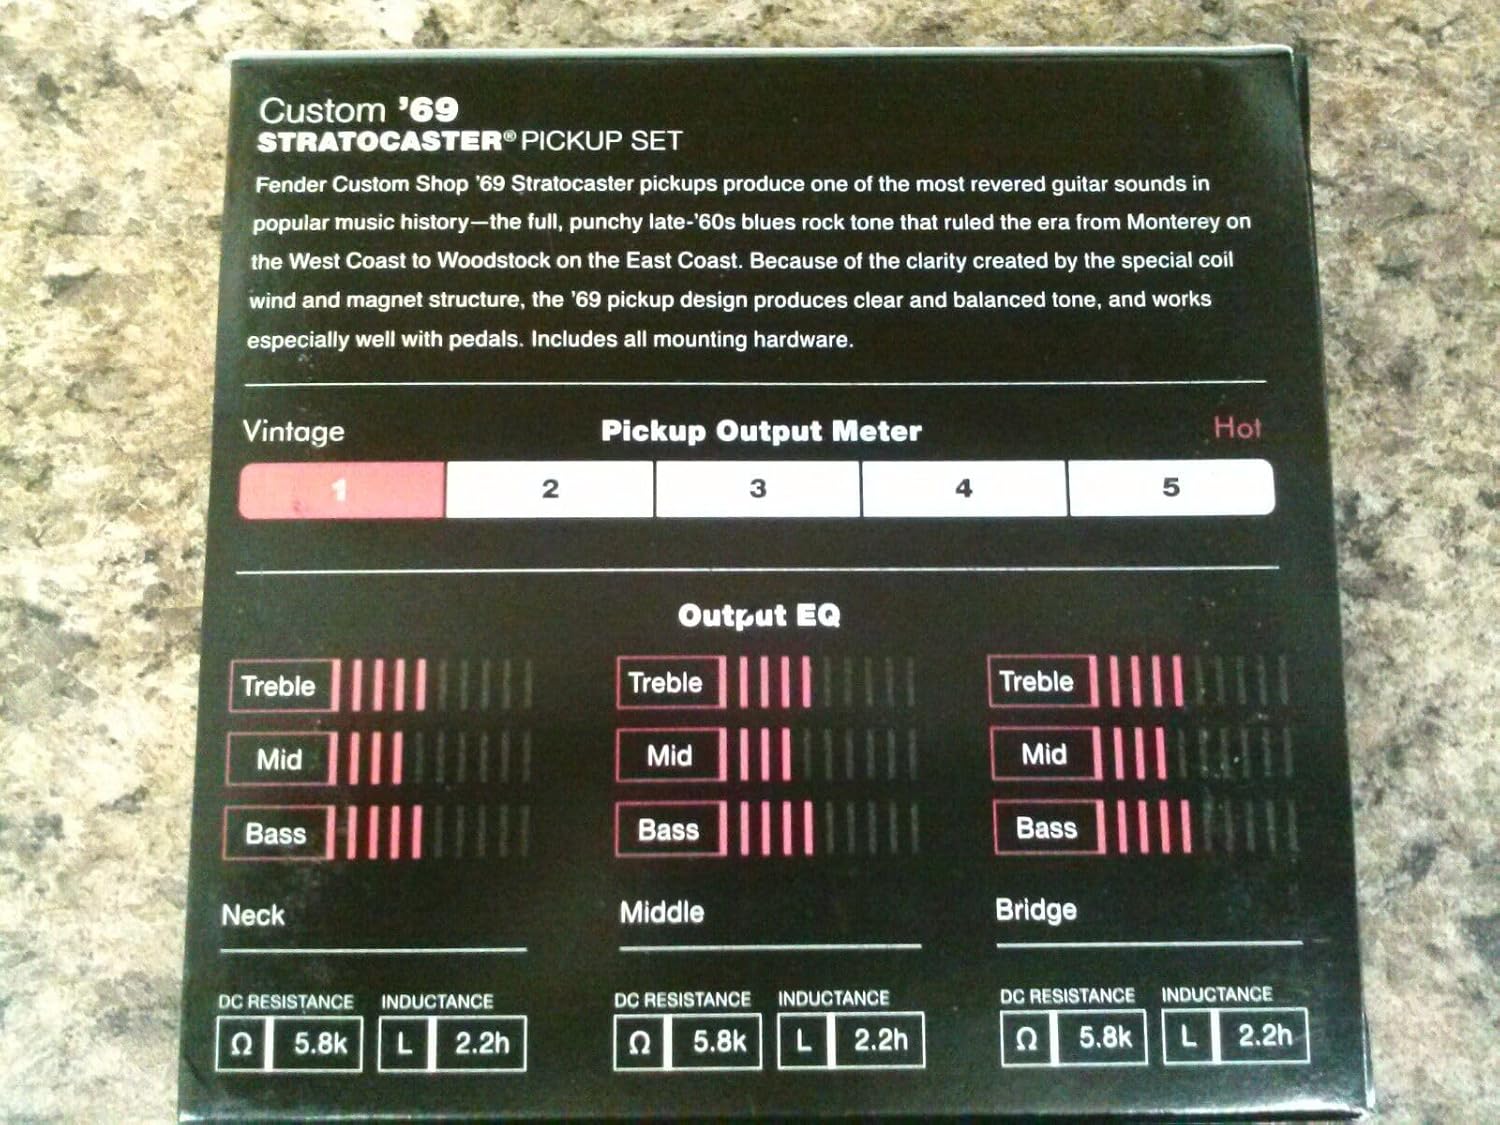 Custom '69
STRATOCASTER® PICKUP SET
Fender Custom Shop '69 Stratocaster pickups produce one of the most revered guitar sounds in
popular music history—the full, punchy late-'60s blues rock tone that ruled the era from Monterey on
the West Coast to Woodstock on the East Coast. Because of the clarity created by the special coil
wind and magnet structure, the '69 pickup design produces clear and balanced tone, and works
especially well with pedals. Includes all mounting hardware.
Vintage Pickup Output Meter Hot
1 2 3 4 5
Output EQ
Treble Treble Treble
Mid Mid Mid
Bass Bass Bass
Neck Middle Bridge
DC RESISTANCE INDUCTANCE DC RESISTANCE INDUCTANCE DC RESISTANCE INDUCTANCE
Ω 5.8k L 2.2h Ω 5.8k L 2.2h Ω 5.8k L 2.2h